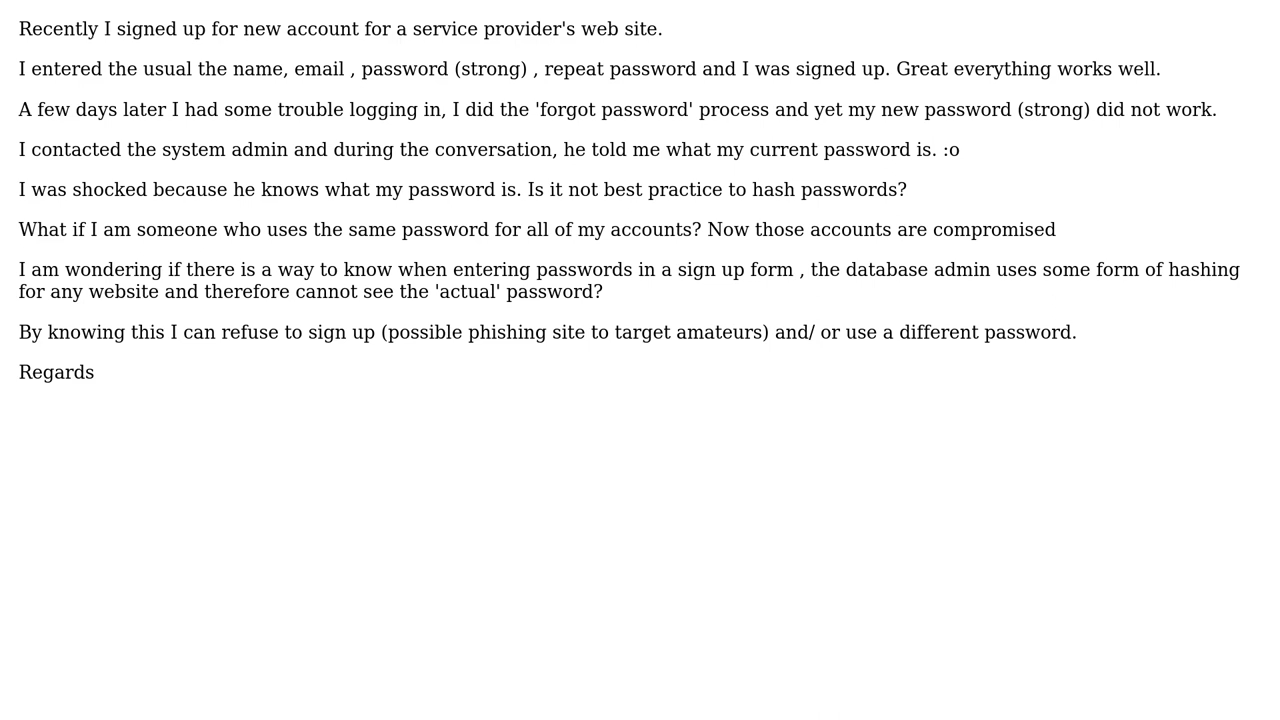 Recently I signed up for new account for a service provider's web site.
I entered the usual the name, email , password (strong) , repeat password and I was signed up. Great everything works well.
A few days later I had some trouble logging in, I did the 'forgot password' process and yet my new password (strong) did not work.
I contacted the system admin and during the conversation, he told me what my current password is. :o
I was shocked because he knows what my password is. Is it not best practice to hash passwords?
What if I am someone who uses the same password for all of my accounts? Now those accounts are compromised
I am wondering if there is a way to know when entering passwords in a sign up form , the database admin uses some form of hashing
for any website and therefore cannot see the 'actual' password?
By knowing this I can refuse to sign up (possible phishing site to target amateurs) and/ or use a different password.
Regards